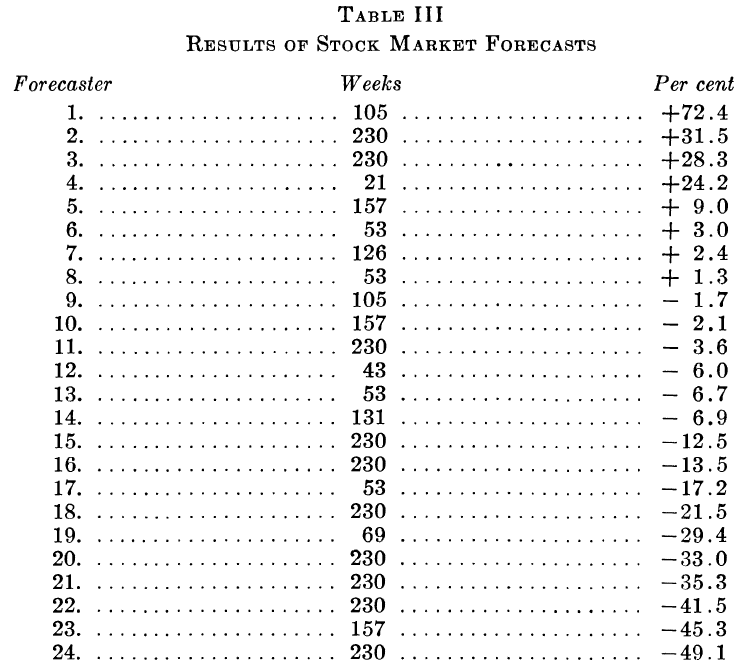 TABLE III
RESULTS OF STOCK MARKET FORECASTS
Forecaster Weeks Per cent
1. 105 +72.4
2. 230 +31.5
3. 230 +28.3
4. 21 +24.2
5. 157 + 9.0
6. 53 + 3.0
7. 126 + 2.4
8. 53 + 1.3
9. 105 − 1.7
10. 157 − 2.1
11. 230 − 3.6
12. 43 − 6.0
13. 53 − 6.7
14. 131 − 6.9
15. 230 −12.5
16. 230 −13.5
17. 53 −17.2
18. 230 −21.5
19. 69 −29.4
20. 230 −33.0
21. 230 −35.3
22. 230 −41.5
23. 157 −45.3
24. 230 −49.1